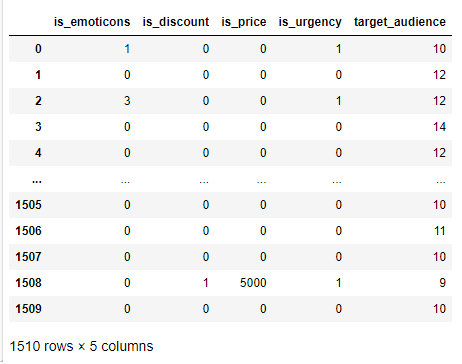 is_emoticons is_discount is_price is_urgency target_audience
0 1 0 0 1 10
1 0 0 0 0 12
2 3 0 0 1 12
3 0 0 0 0 14
4 0 0 0 0 12
... ... ... ... ... ...
1505 0 0 0 0 10
1506 0 0 0 0 11
1507 0 0 0 0 10
1508 0 1 5000 1 9
1509 0 0 0 0 10
1510 rows × 5 columns